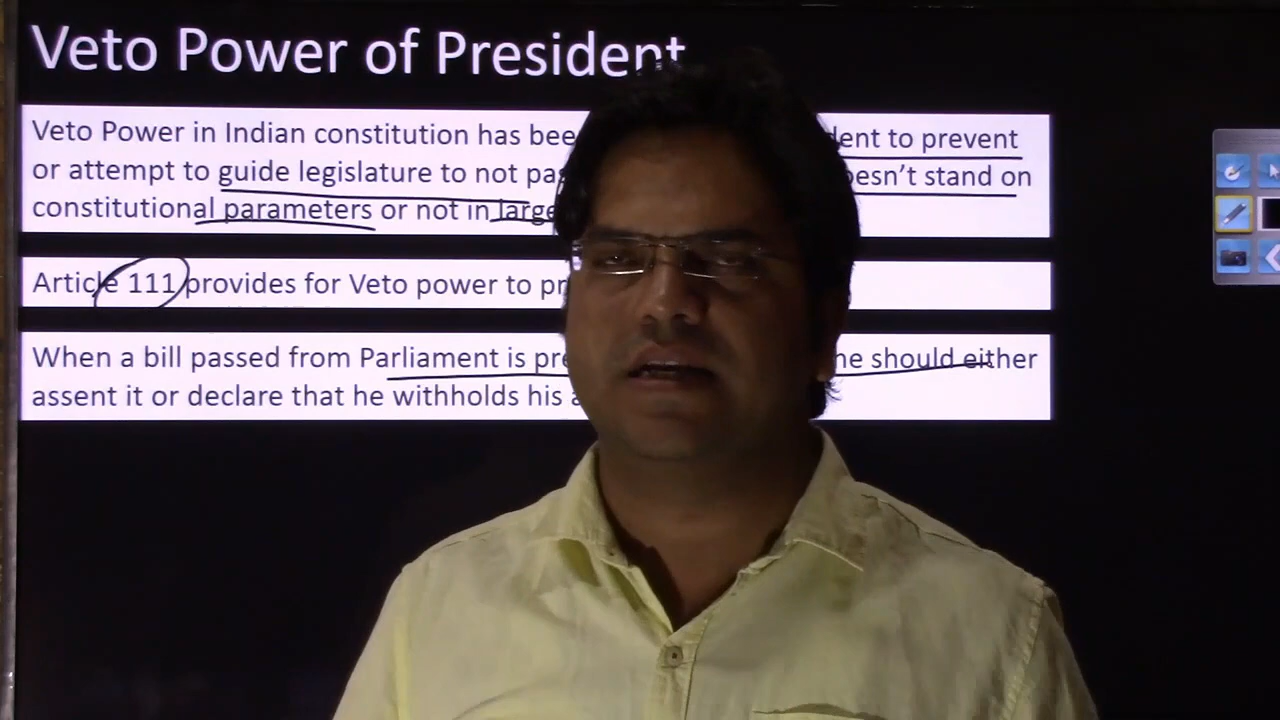 Veto Power of President
Veto Power in Indian constitution has bee dent to prevent
or attempt to guide legislature to not pas oesn't stand on
constitutional parameters or not in large
Article 111 provides for Veto power to pr
When a bill passed from Parliament is pre he should either
assent it or declare that he withholds his a